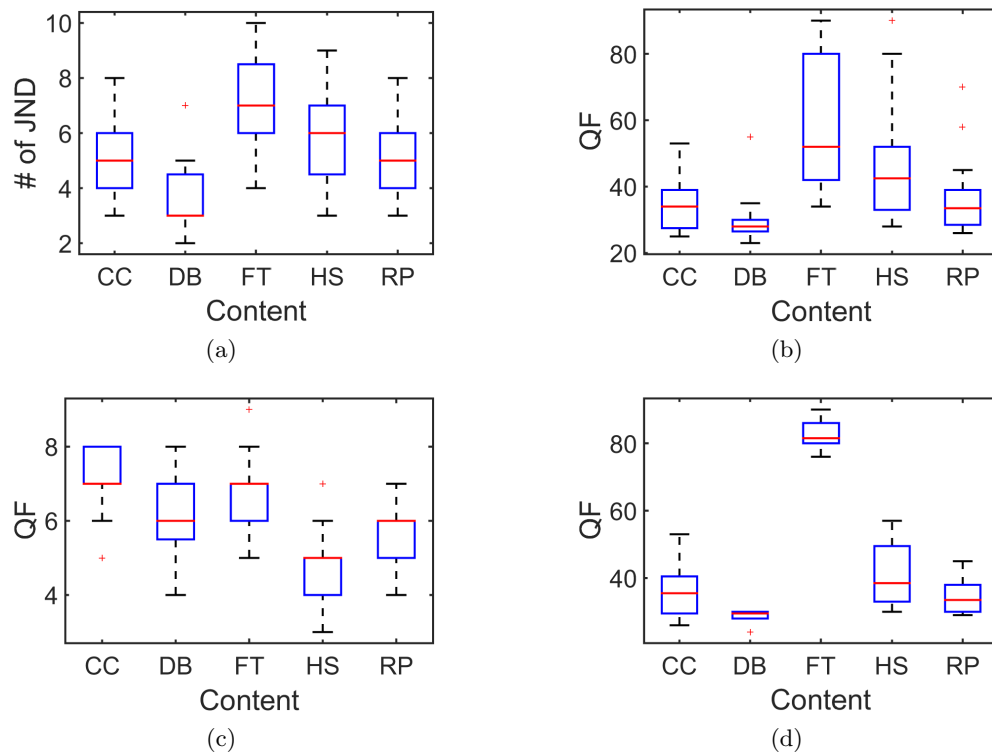 10
8
6
4
2
# of JND
CC DB FT HS RP
Content
(a)
80
60
40
20
QF
CC DB FT HS RP
Content
(b)
8
6
4
QF
CC DB FT HS RP
Content
(c)
80
60
40
QF
CC DB FT HS RP
Content
(d)